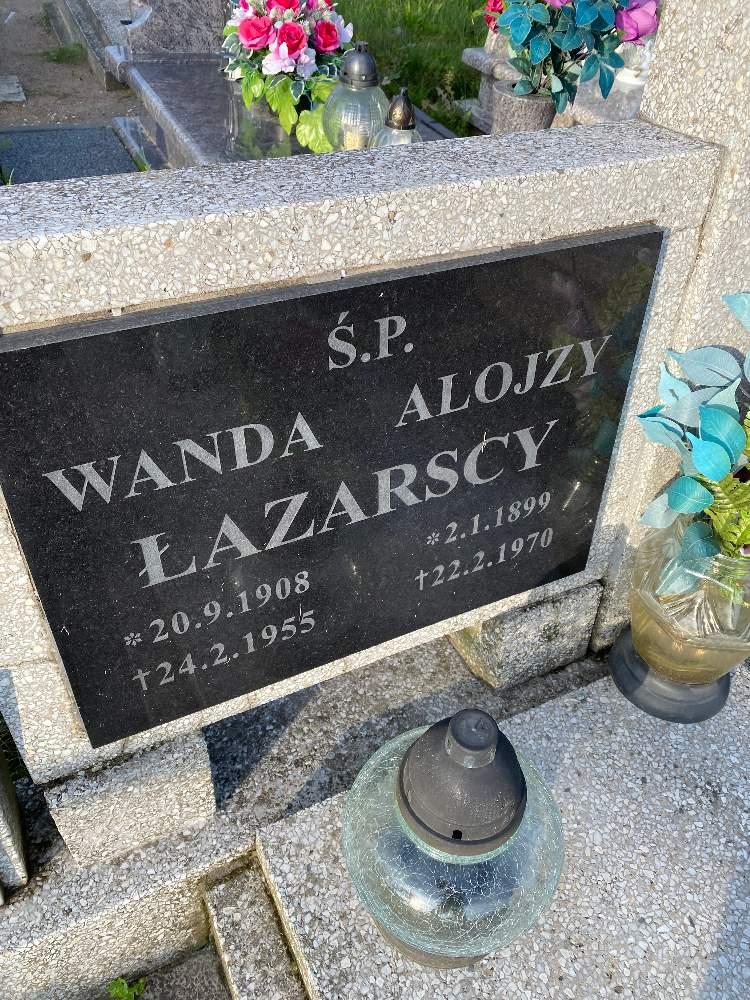 Ś.P.
WANDA ALOJZY
ŁAZARSCY
*20.9.1908 *2.1.1899
†24.2.1955 †22.2.1970